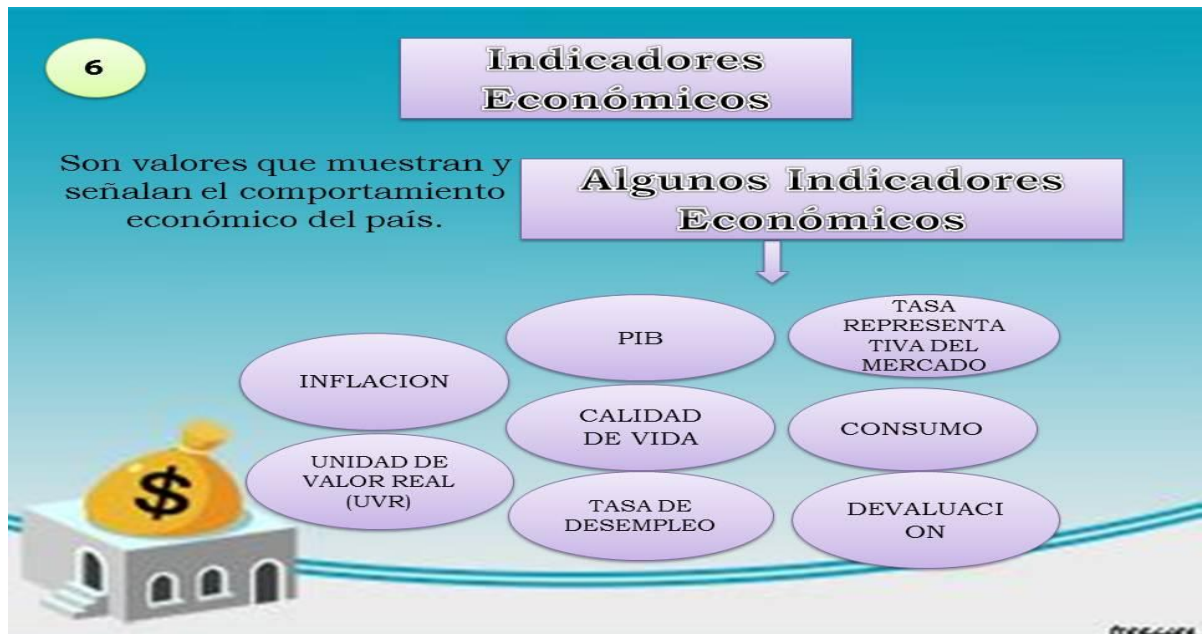 6
Indicadores
Económicos
Son valores que muestran y
señalan el comportamiento
económico del país.
Algunos Indicadores
Económicos
PIB
TASA
REPRESENTA
TIVA DEL
MERCADO
INFLACION
CALIDAD
DE VIDA
CONSUMO
UNIDAD DE
VALOR REAL
(UVR)
TASA DE
DESEMPLEO
DEVALUACI
ON
$